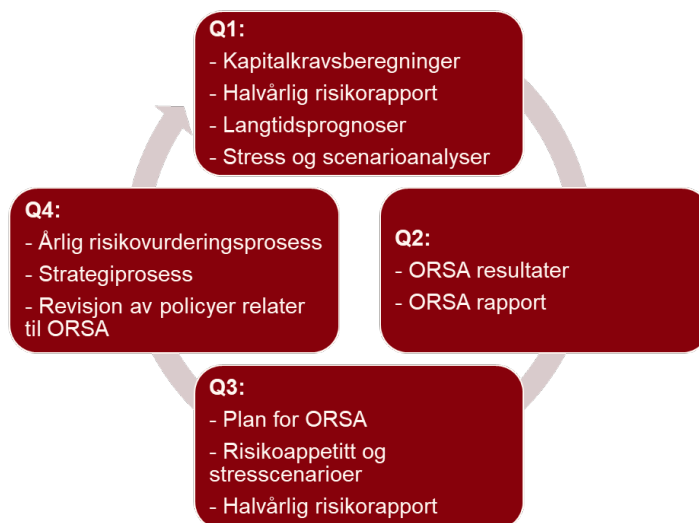 Q1:
- Kapitalkravsberegninger
- Halvårlig risikorapport
- Langtidsprognoser
- Stress og scenarioanalyser
Q2:
- ORSA resultater
- ORSA rapport
Q3:
- Plan for ORSA
- Risikoappetitt og
stresscenarioer
- Halvårlig risikorapport
Q4:
- Årlig risikovurderingsprosess
- Strategiprosess
- Revisjon av policyer relater
til ORSA